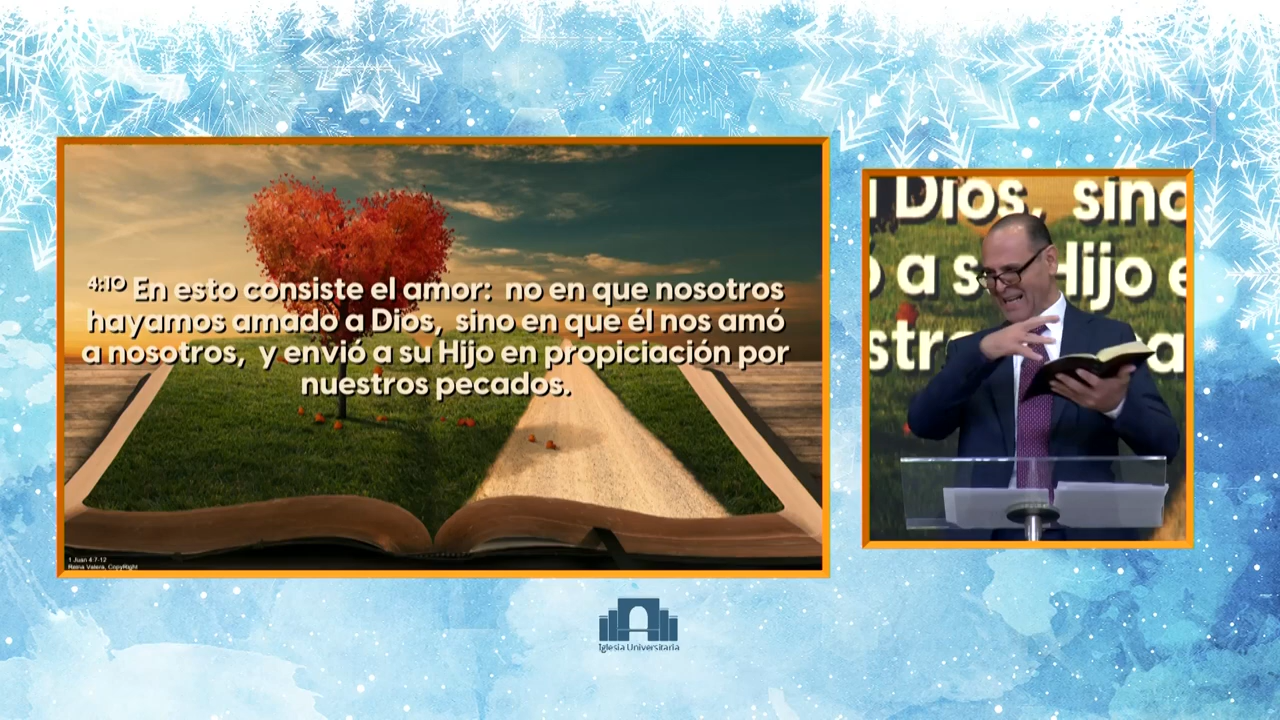 4:10 En esto consiste el amor: no en que nosotros
hayamos amado a Dios, sino en que él nos amó
a nosotros, y envió a su Hijo en propiciación por
nuestros pecados.
1 Juan 4:7-12
Reina Valera, CopyRight
Dios, sino
a su Hijo e
Iglesia Universitaria